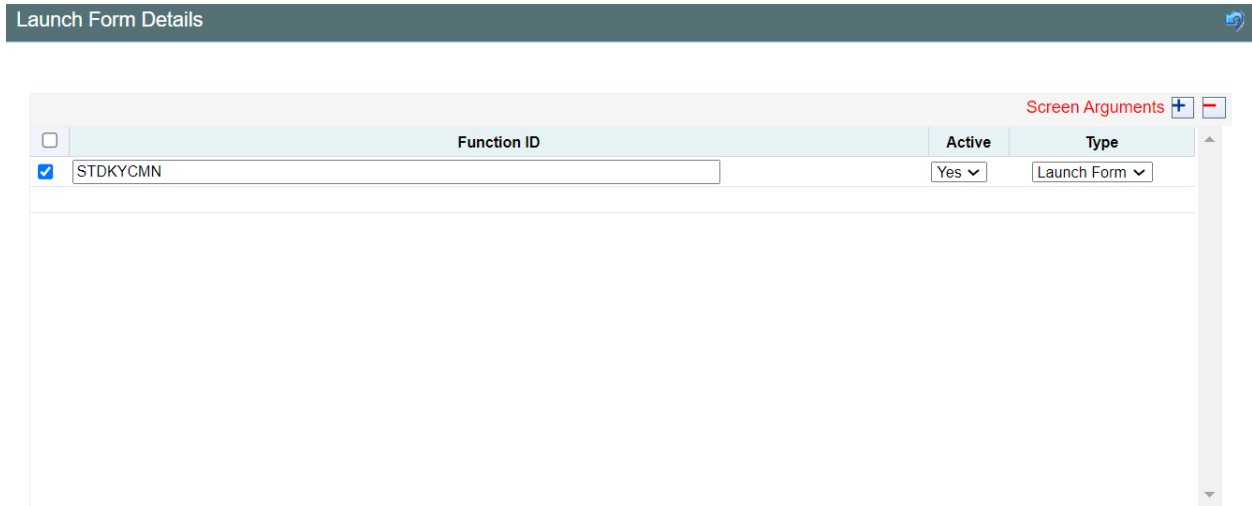 Launch Form Details
Screen Arguments
Function ID Active Type
STDKYCMN Yes Launch Form